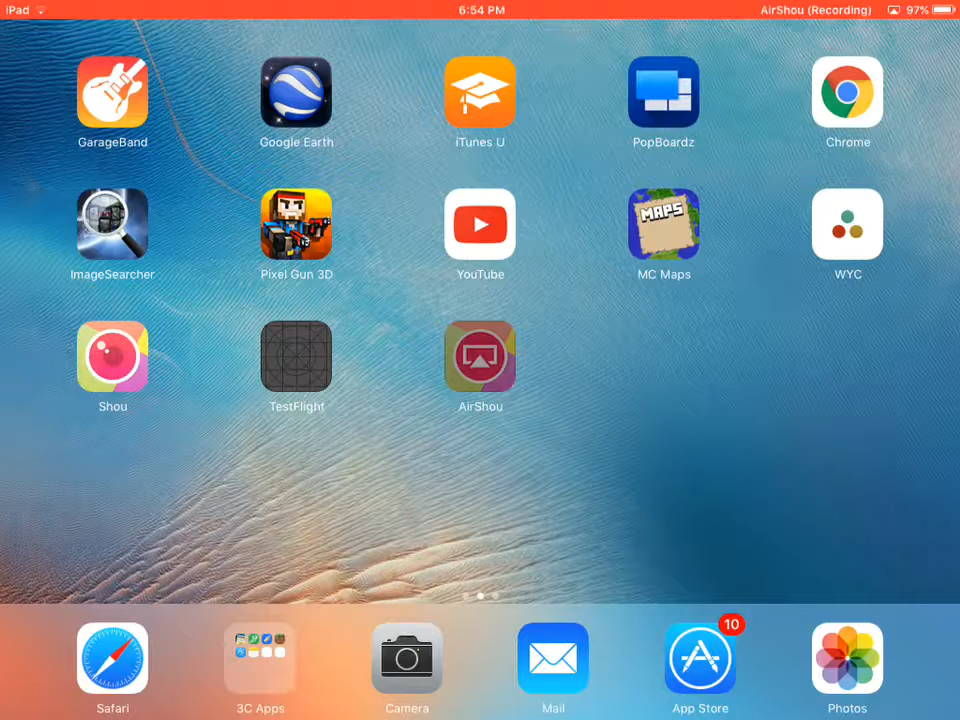 iPad 6:54 PM AirShou (Recording) 97%
GarageBand Google Earth iTunes U PopBoardz Chrome
MAPS
ImageSearcher Pixel Gun 3D YouTube MC Maps WYC
Shou TestFlight AirShou
10
Safari 3C Apps Camera Mail App Store Photos